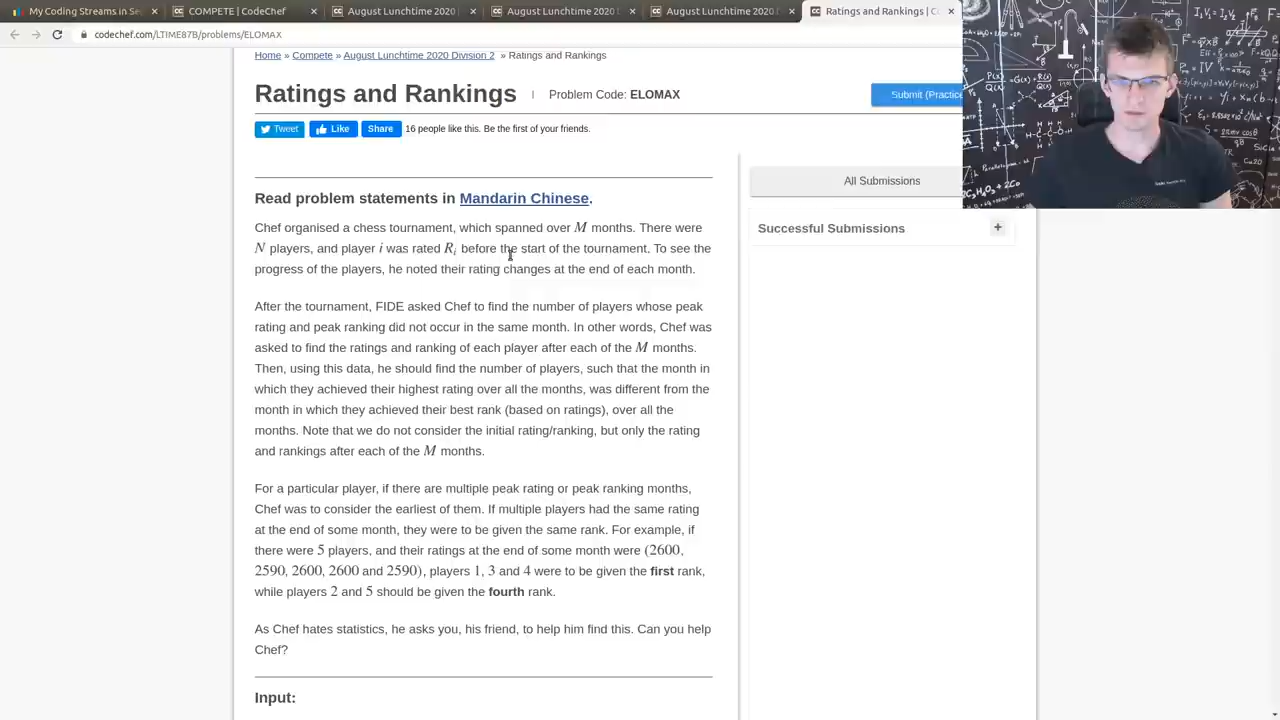 My Coding Streams in Se
COMPETE | CodeChef
August Lunchtime 2020 Divi
August Lunchtime 2020
August Lunchtime 2020 D
Ratings and Rankings | C
codechef.com/LTIME87B/problems/ELOMAX
Home » Compete » August Lunchtime 2020 Division 2 » Ratings and Rankings
Ratings and Rankings | Problem Code: ELOMAX
Submit (Practice
Tweet Like Share 16 people like this. Be the first of your friends.
All Submissions
Successful Submissions +
Read problem statements in Mandarin Chinese.
Chef organised a chess tournament, which spanned over M months. There were
N players, and player i was rated Ri before the start of the tournament. To see the
progress of the players, he noted their rating changes at the end of each month.
After the tournament, FIDE asked Chef to find the number of players whose peak
rating and peak ranking did not occur in the same month. In other words, Chef was
asked to find the ratings and ranking of each player after each of the M months.
Then, using this data, he should find the number of players, such that the month in
which they achieved their highest rating over all the months, was different from the
month in which they achieved their best rank (based on ratings), over all the
months. Note that we do not consider the initial rating/ranking, but only the rating
and rankings after each of the M months.
For a particular player, if there are multiple peak rating or peak ranking months,
Chef was to consider the earliest of them. If multiple players had the same rating
at the end of some month, they were to be given the same rank. For example, if
there were 5 players, and their ratings at the end of some month were (2600,
2590, 2600, 2600 and 2590), players 1, 3 and 4 were to be given the first rank,
while players 2 and 5 should be given the fourth rank.
As Chef hates statistics, he asks you, his friend, to help him find this. Can you help
Chef?
Input: